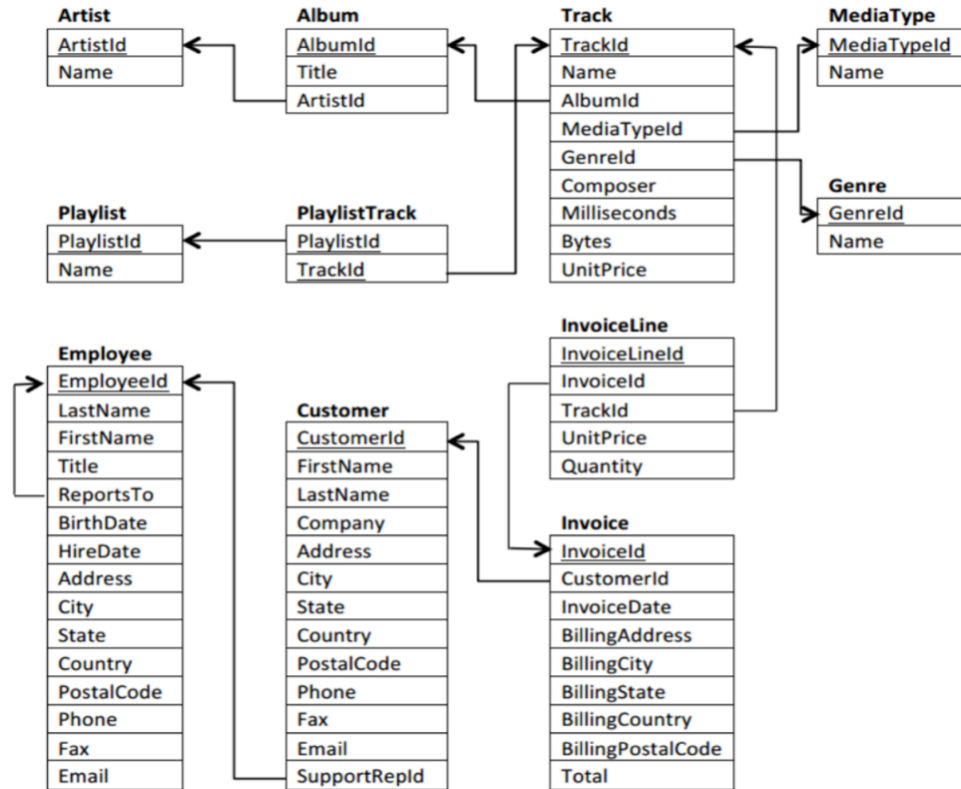 Artist
ArtistId
Name
Album
AlbumId
Title
ArtistId
Track
TrackId
Name
AlbumId
MediaTypeId
GenreId
Composer
Milliseconds
Bytes
UnitPrice
MediaType
MediaTypeId
Name
Genre
GenreId
Name
Playlist
PlaylistId
Name
PlaylistTrack
PlaylistId
TrackId
Employee
EmployeeId
LastName
FirstName
Title
ReportsTo
BirthDate
HireDate
Address
City
State
Country
PostalCode
Phone
Fax
Email
Customer
CustomerId
FirstName
LastName
Company
Address
City
State
Country
PostalCode
Phone
Fax
Email
SupportRepId
InvoiceLine
InvoiceLineId
InvoiceId
TrackId
UnitPrice
Quantity
Invoice
InvoiceId
CustomerId
InvoiceDate
BillingAddress
BillingCity
BillingState
BillingCountry
BillingPostalCode
Total